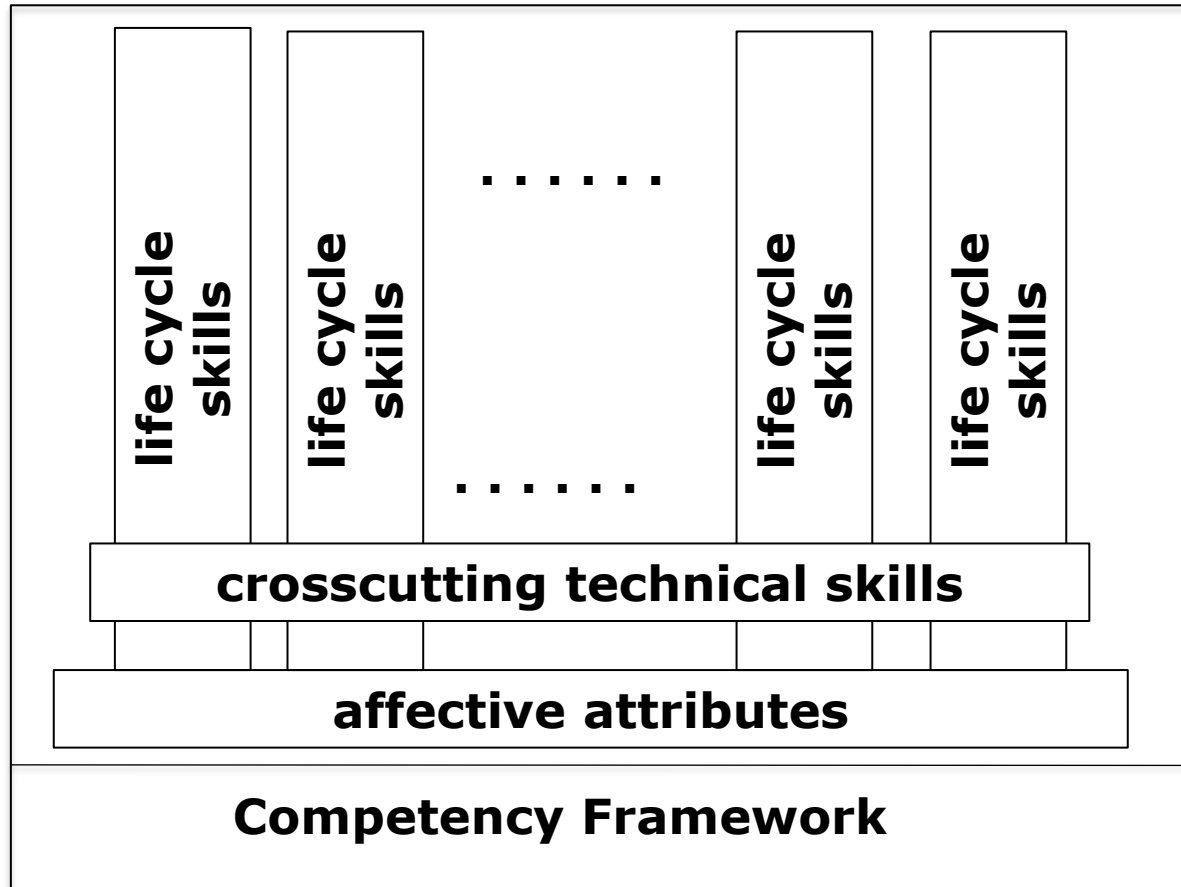 life cycle
skills
life cycle
skills
. . . . . .
life cycle
skills
life cycle
skills
. . . . . .
crosscutting technical skills
affective attributes
Competency Framework